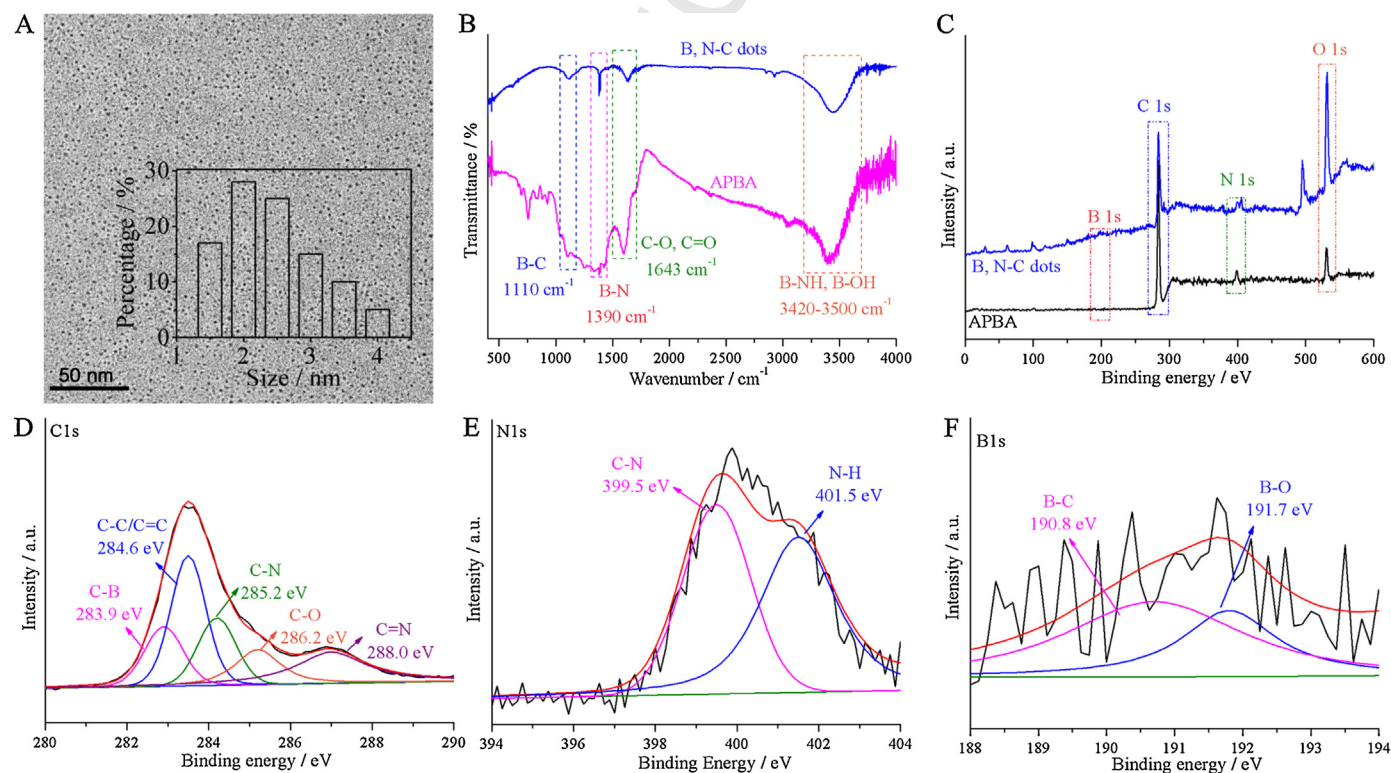 A
30
20
10
0
Percentage / %
1
2
3
4
Size / nm
50 nm
B
B, N-C dots
APBA
B-C
1110 cm-1
B-N
1390 cm-1
C-O, C=O
1643 cm-1
B-NH, B-OH
3420-3500 cm-1
Transmittance / %
500 1000 1500 2000 2500 3000 3500 4000
Wavenumber / cm-1
C
O 1s
C 1s
N 1s
B 1s
B, N-C dots
APBA
Intensity / a.u.
0 100 200 300 400 500 600
Binding energy / eV
D
C1s
C-C/C=C
284.6 eV
C-B
283.9 eV
C-N
285.2 eV
C-O
286.2 eV
C=N
288.0 eV
Intensity / a.u.
280 282 284 286 288 290
Binding energy / eV
E
N1s
C-N
399.5 eV
N-H
401.5 eV
Intensity / a.u.
394 396 398 400 402 404
Binding Energy / eV
F
B1s
B-C
190.8 eV
B-O
191.7 eV
Intensity / a.u.
188 189 190 191 192 193 194
Binding energy / eV